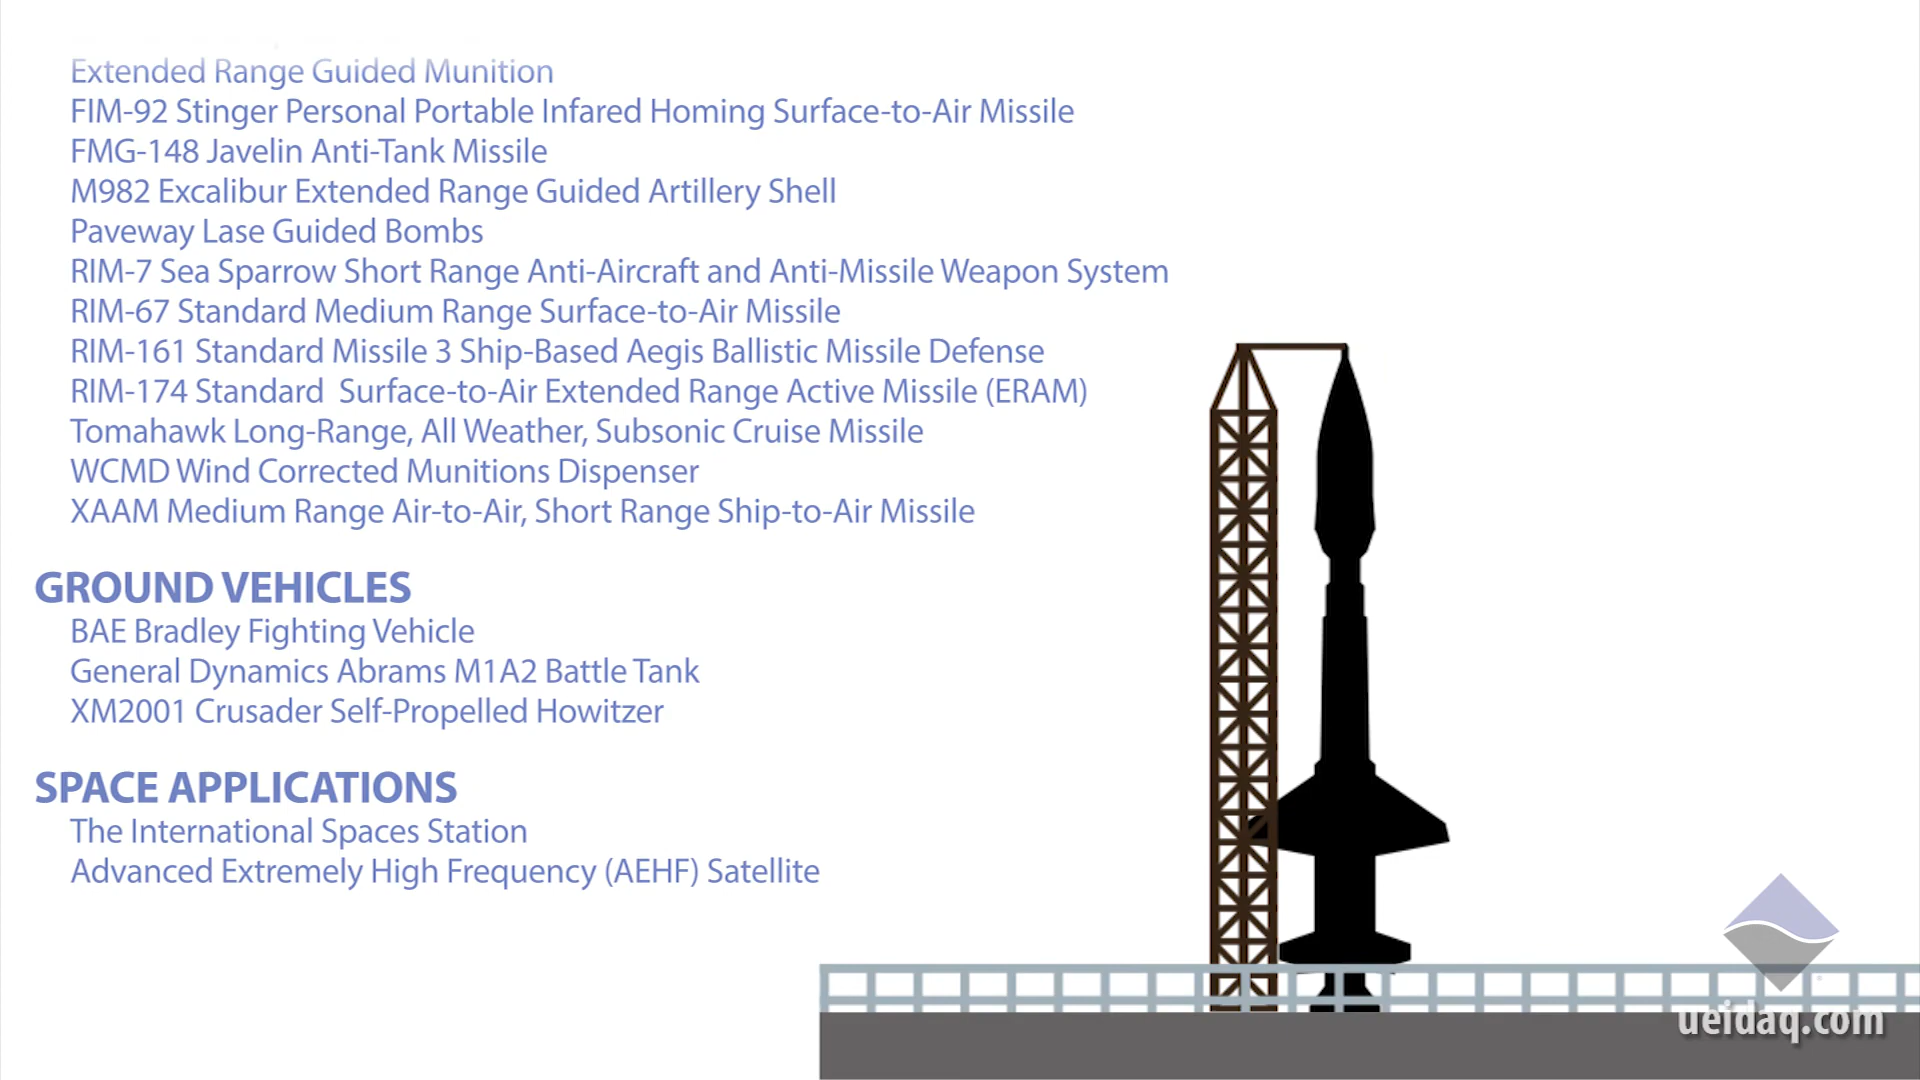 Extended Range Guided Munition
FIM-92 Stinger Personal Portable Infared Homing Surface-to-Air Missile
FMG-148 Javelin Anti-Tank Missile
M982 Excalibur Extended Range Guided Artillery Shell
Paveway Lase Guided Bombs
RIM-7 Sea Sparrow Short Range Anti-Aircraft and Anti-Missile Weapon System
RIM-67 Standard Medium Range Surface-to-Air Missile
RIM-161 Standard Missile 3 Ship-Based Aegis Ballistic Missile Defense
RIM-174 Standard  Surface-to-Air Extended Range Active Missile (ERAM)
Tomahawk Long-Range, All Weather, Subsonic Cruise Missile
WCMD Wind Corrected Munitions Dispenser
XAAM Medium Range Air-to-Air, Short Range Ship-to-Air Missile
GROUND VEHICLES
BAE Bradley Fighting Vehicle
General Dynamics Abrams M1A2 Battle Tank
XM2001 Crusader Self-Propelled Howitzer
SPACE APPLICATIONS
The International Spaces Station
Advanced Extremely High Frequency (AEHF) Satellite
ueidaq.com